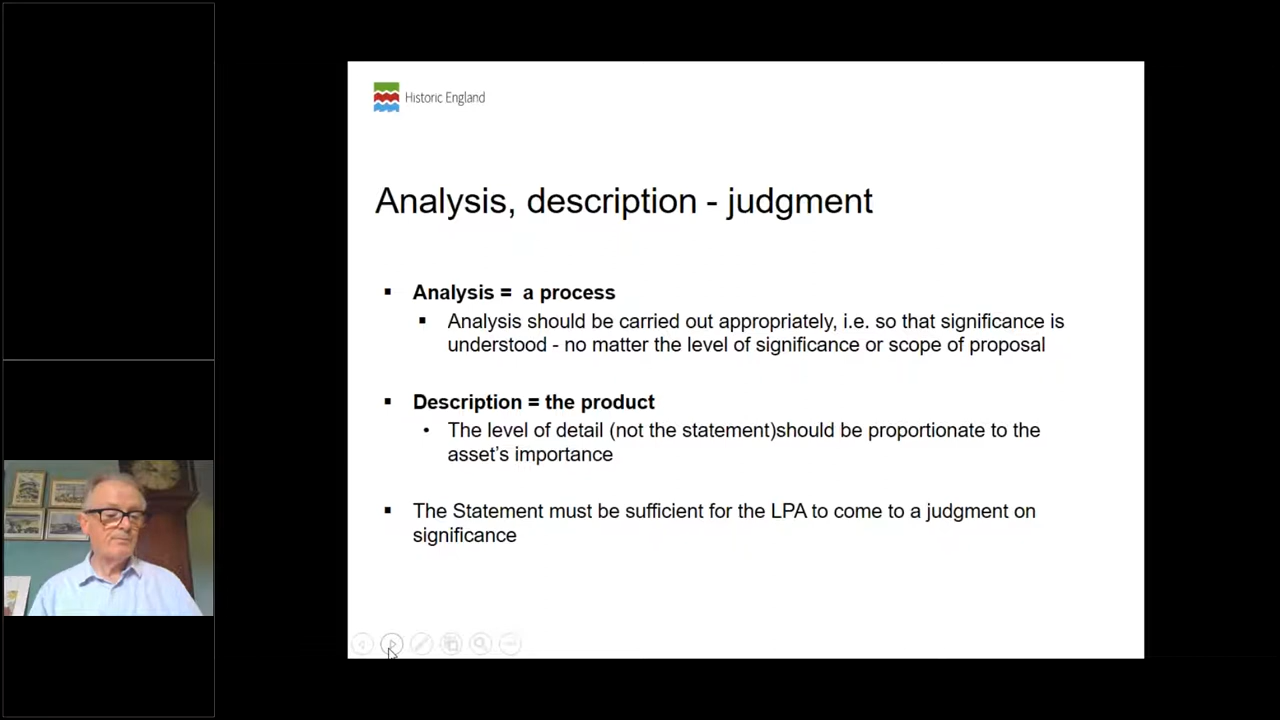 Historic England
Analysis, description - judgment
Analysis = a process
Analysis should be carried out appropriately, i.e. so that significance is
understood - no matter the level of significance or scope of proposal
Description = the product
The level of detail (not the statement)should be proportionate to the
asset's importance
The Statement must be sufficient for the LPA to come to a judgment on
significance